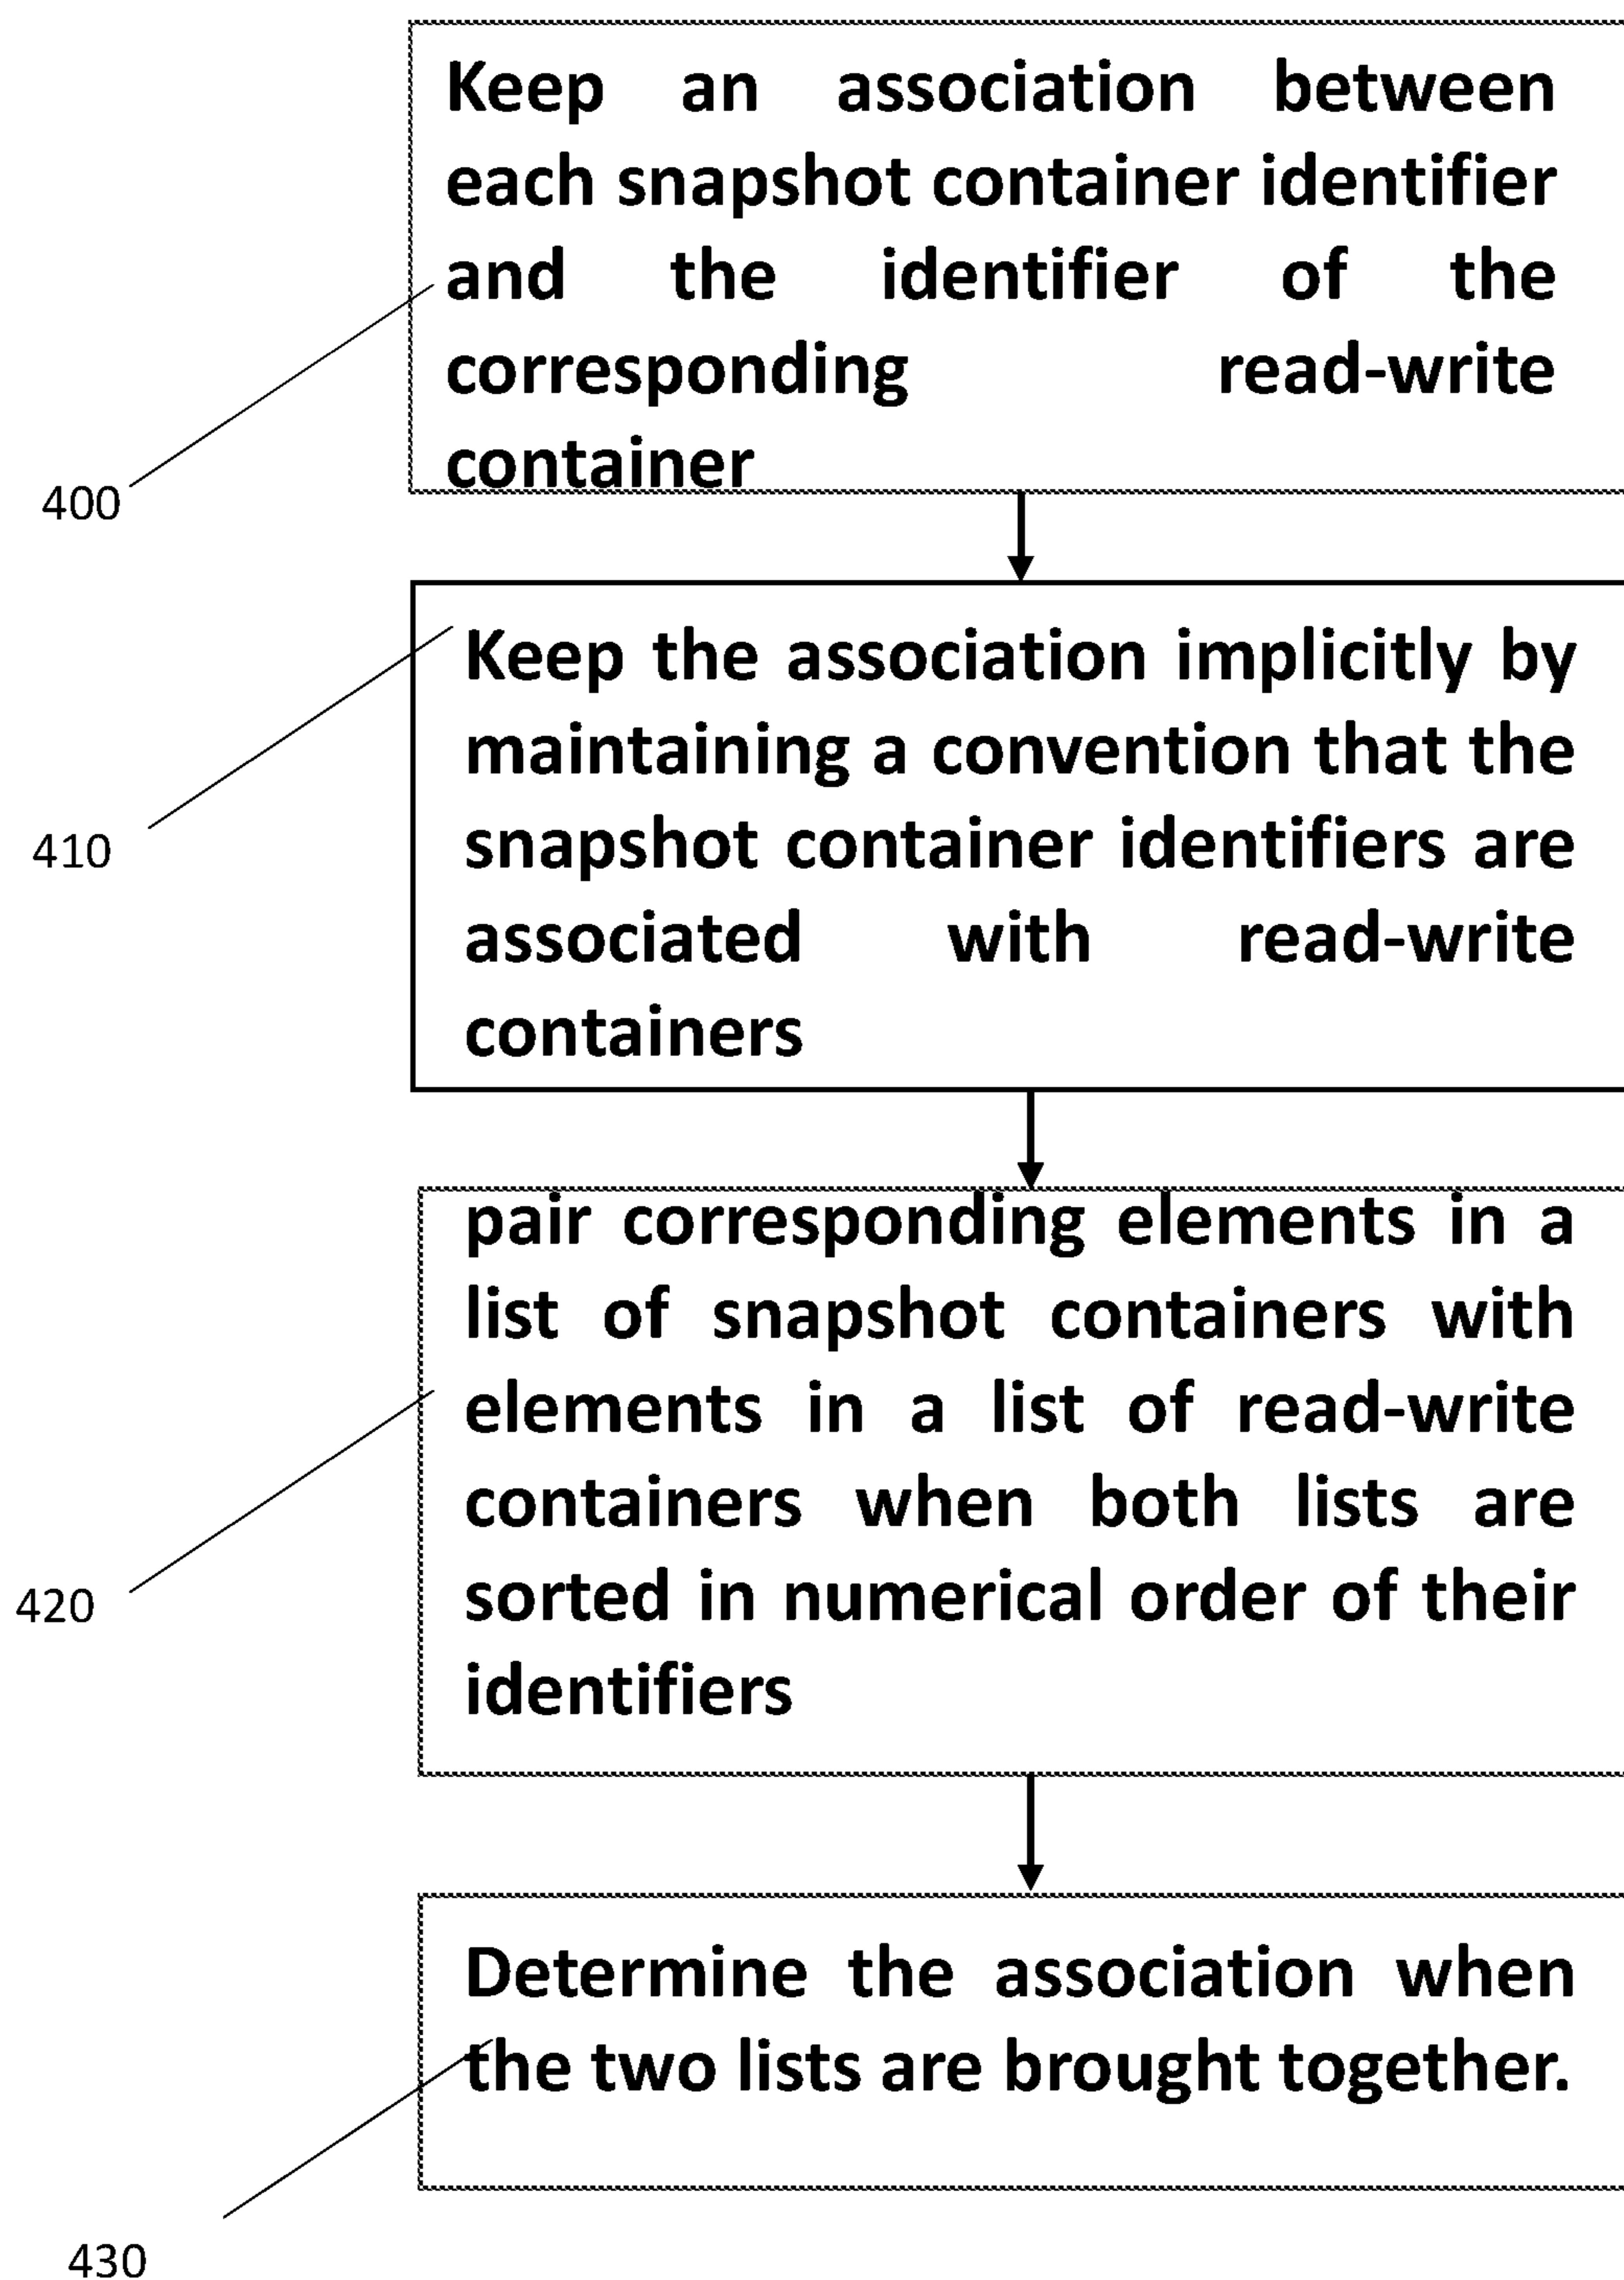 Keep an association between
each snapshot container identifier
and the identifier of the
corresponding read-write
container
400
Keep the association implicitly by
maintaining a convention that the
snapshot container identifiers are
associated with read-write
containers
410
pair corresponding elements in a
list of snapshot containers with
elements in a list of read-write
containers when both lists are
sorted in numerical order of their
identifiers
420
Determine the association when
the two lists are brought together.
430